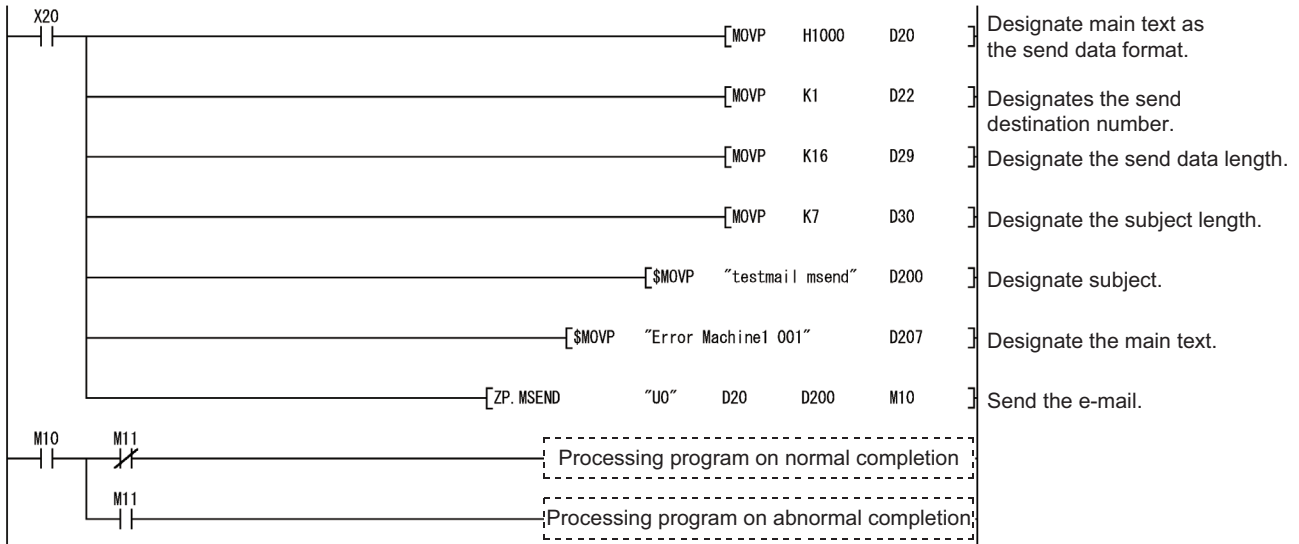 X20
[MOVP H1000 D20 ] Designate main text as
the send data format.
[MOVP K1 D22 ] Designates the send
destination number.
[MOVP K16 D29 ] Designate the send data length.
[MOVP K7 D30 ] Designate the subject length.
[$MOVP "testmail msend" D200 ] Designate subject.
[$MOVP "Error Machine1 001" D207 ] Designate the main text.
[ZP.MSEND "U0" D20 D200 M10 ] Send the e-mail.
M10 M11
Processing program on normal completion
M11
Processing program on abnormal completion